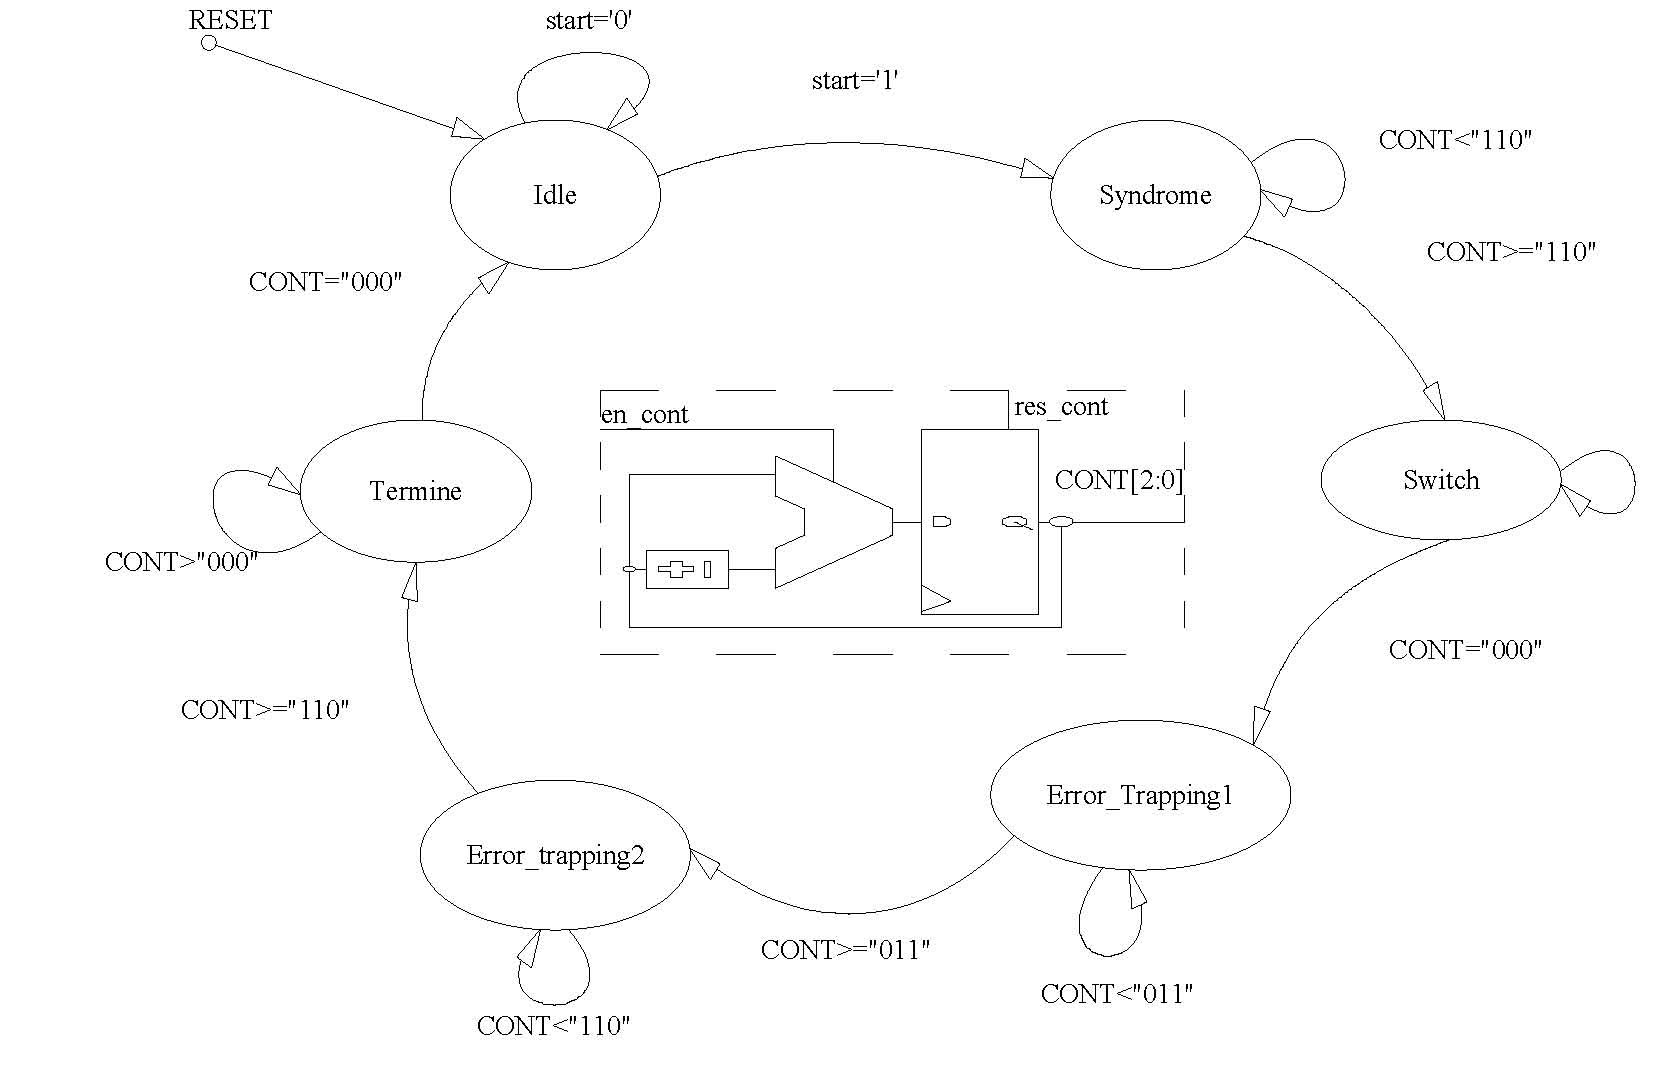 RESET
start='0'
start='1'
CONT<"110"
Idle
Syndrome
CONT>="110"
CONT="000"
res_cont
en_cont
CONT[2:0]
Switch
Termine
D
Q
CONT>"000"
+1
CONT="000"
CONT>="110"
Error_Trapping1
Error_trapping2
CONT>="011"
CONT<"011"
CONT<"110"